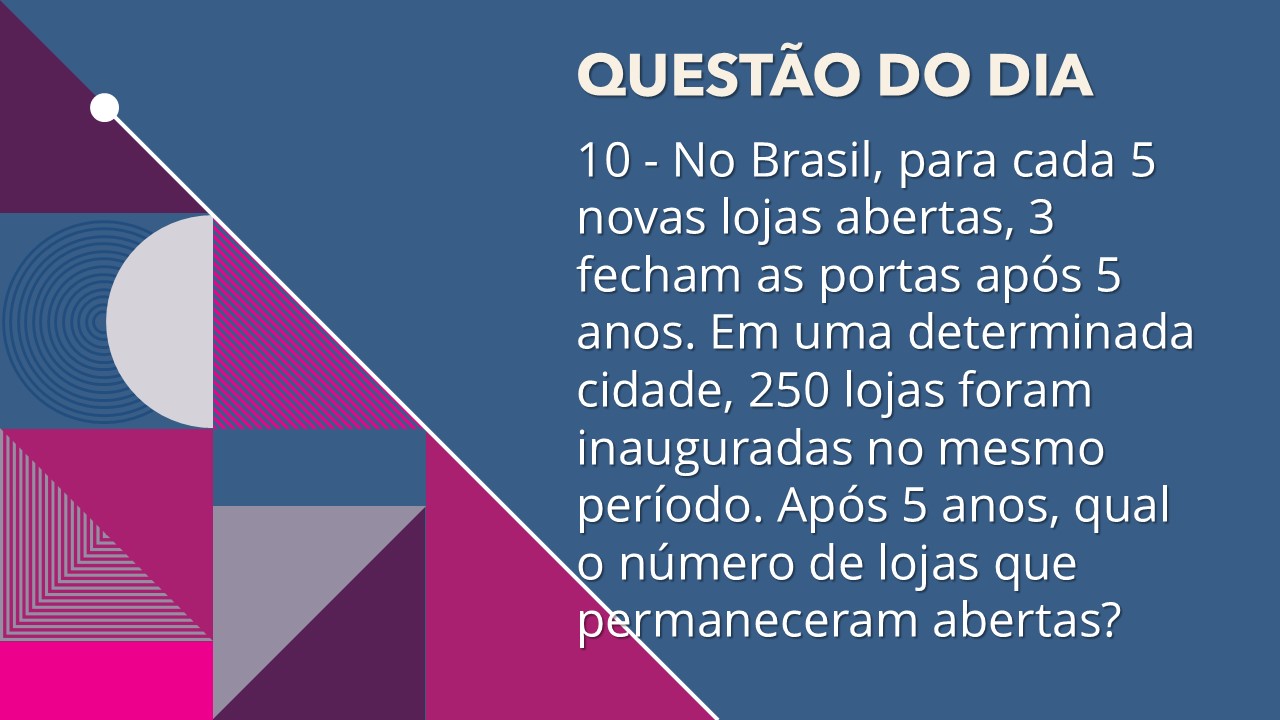 QUESTÃO DO DIA
10 - No Brasil, para cada 5
novas lojas abertas, 3
fecham as portas após 5
anos. Em uma determinada
cidade, 250 lojas foram
inauguradas no mesmo
período. Após 5 anos, qual
o número de lojas que
permaneceram abertas?